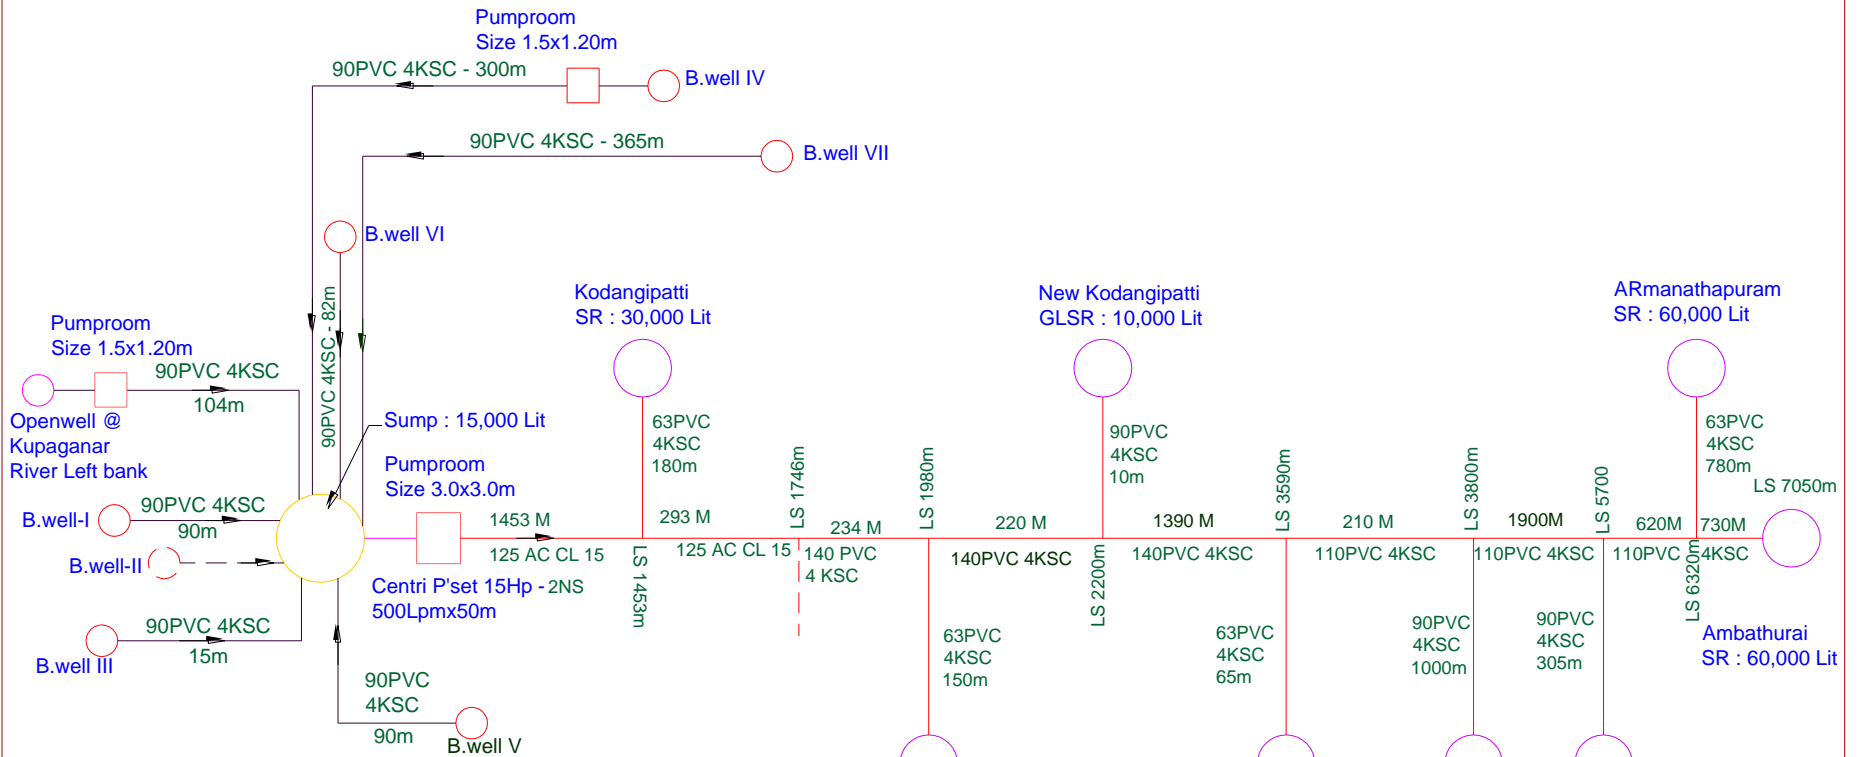 Pumproom
Size 1.5x1.20m
90PVC 4KSC - 300m
B.well IV
90PVC 4KSC - 365m
B.well VII
B.well VI
90PVC 4KSC - 82m
Pumproom
Size 1.5x1.20m
90PVC 4KSC
104m
Openwell @
Kupaganar
River Left bank
Sump : 15,000 Lit
Pumproom
Size 3.0x3.0m
B.well-I
90PVC 4KSC
90m
B.well-II
90PVC 4KSC
15m
B.well III
90PVC
4KSC
90m
B.well V
Centri P'set 15Hp - 2NS
500Lpmx50m
1453 M
125 AC CL 15
Kodangipatti
SR : 30,000 Lit
63PVC
4KSC
180m
LS 1453m
293 M
125 AC CL 15
LS 1746m
234 M
140 PVC
4 KSC
LS 1980m
63PVC
4KSC
150m
220 M
140PVC 4KSC
New Kodangipatti
GLSR : 10,000 Lit
90PVC
4KSC
10m
LS 2200m
1390 M
140PVC 4KSC
LS 3590m
63PVC
4KSC
65m
210 M
110PVC 4KSC
LS 3800m
90PVC
4KSC
1000m
1900M
110PVC 4KSC
LS 5700
90PVC
4KSC
305m
620M
110PVC 4KSC
ARmanathapuram
SR : 60,000 Lit
63PVC
4KSC
780m
LS 6320m
730M
LS 7050m
Ambathurai
SR : 60,000 Lit